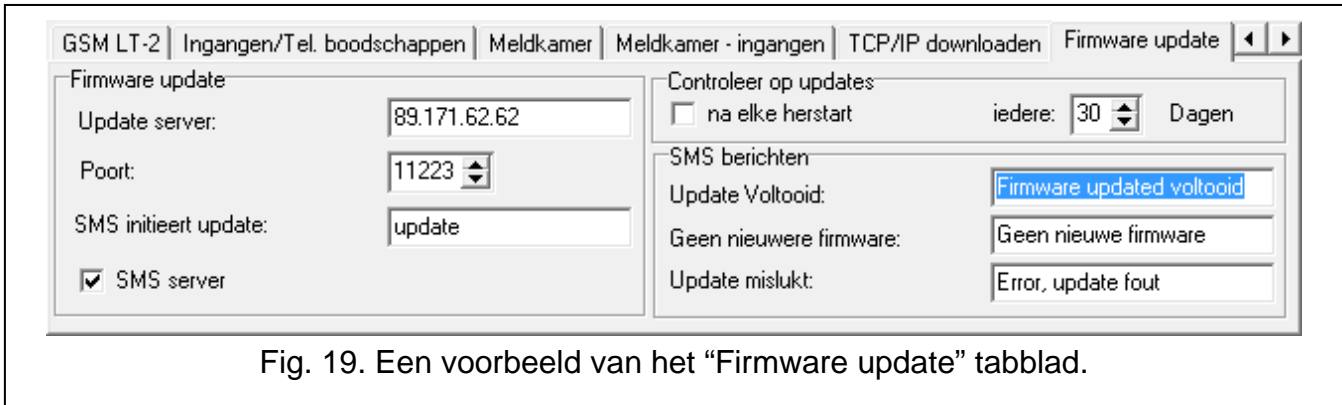 GSM LT-2 Ingangen/Tel. boodschappen Meldkamer Meldkamer - ingangen TCP/IP downloaden Firmware update
Firmware update
Update server: 89.171.62.62
Poort: 11223
SMS initieert update: update
SMS server
Controleer op updates
na elke herstart iedere: 30 Dagen
SMS berichten
Update Voltooid: Firmware updated voltooid
Geen nieuwere firmware: Geen nieuwe firmware
Update mislukt: Error, update fout
Fig. 19. Een voorbeeld van het “Firmware update” tabblad.